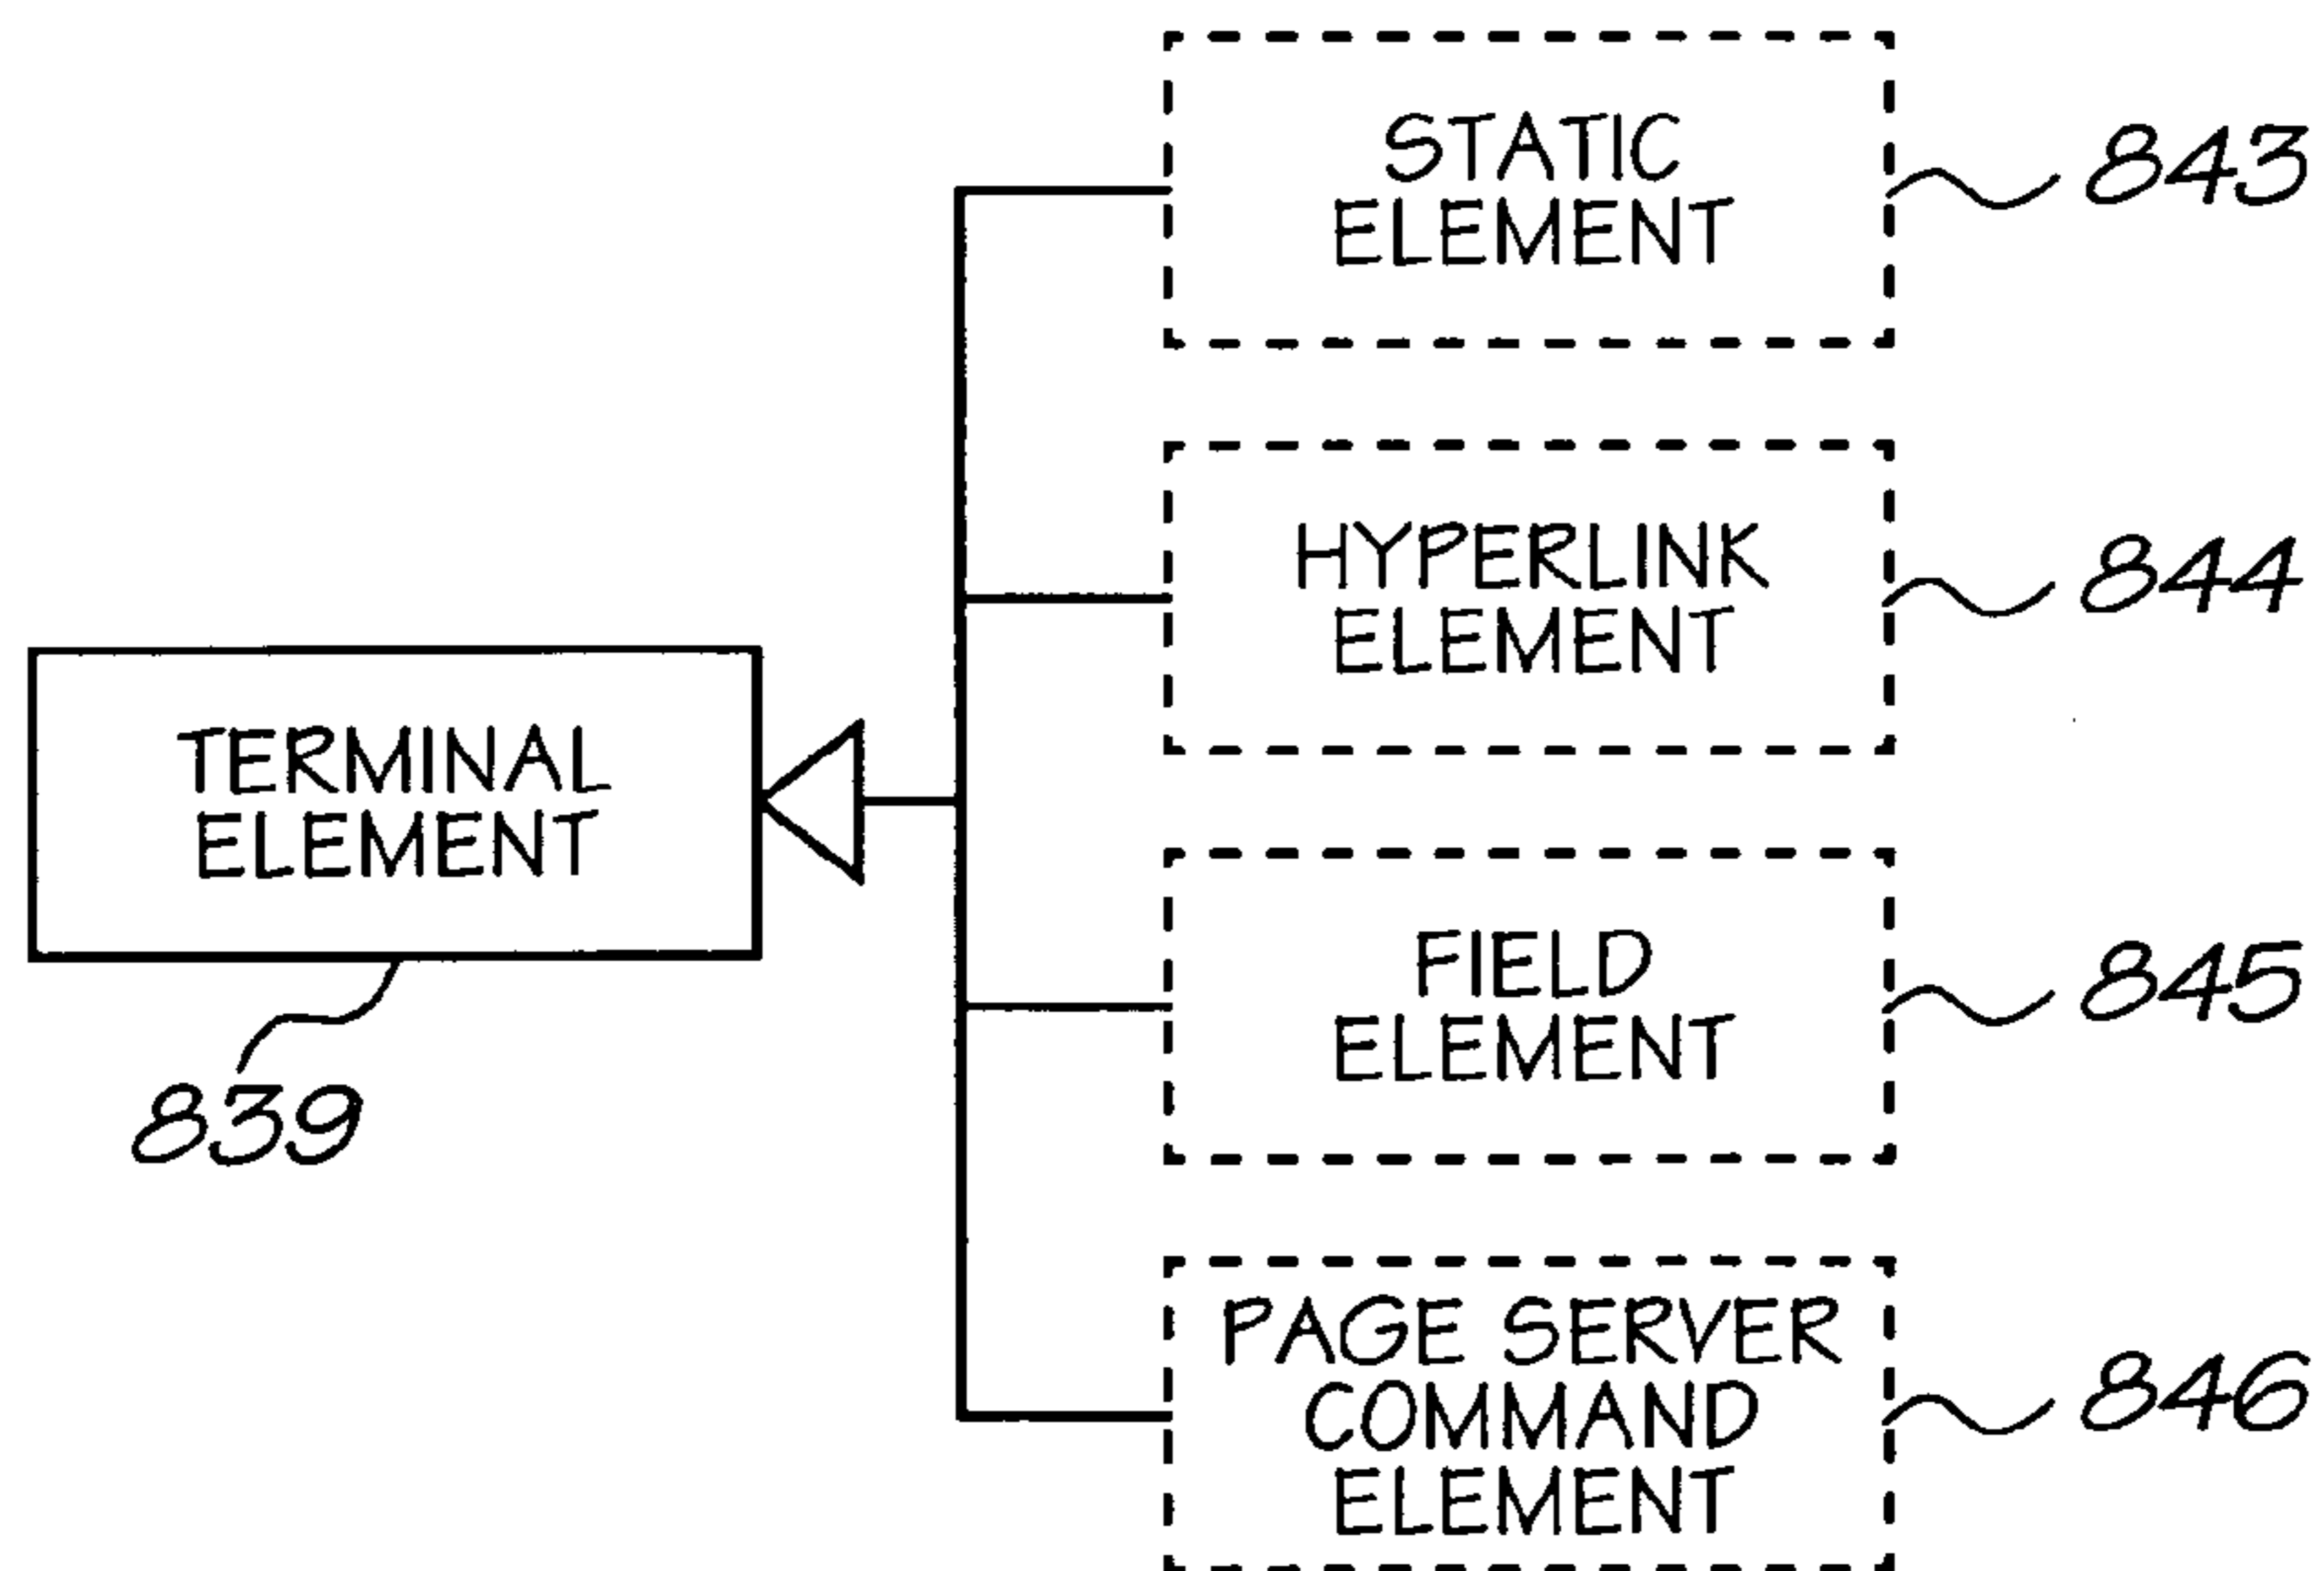 STATIC
ELEMENT
843
HYPERLINK
ELEMENT
844
TERMINAL
ELEMENT
839
FIELD
ELEMENT
845
PAGE SERVER
COMMAND
ELEMENT
846